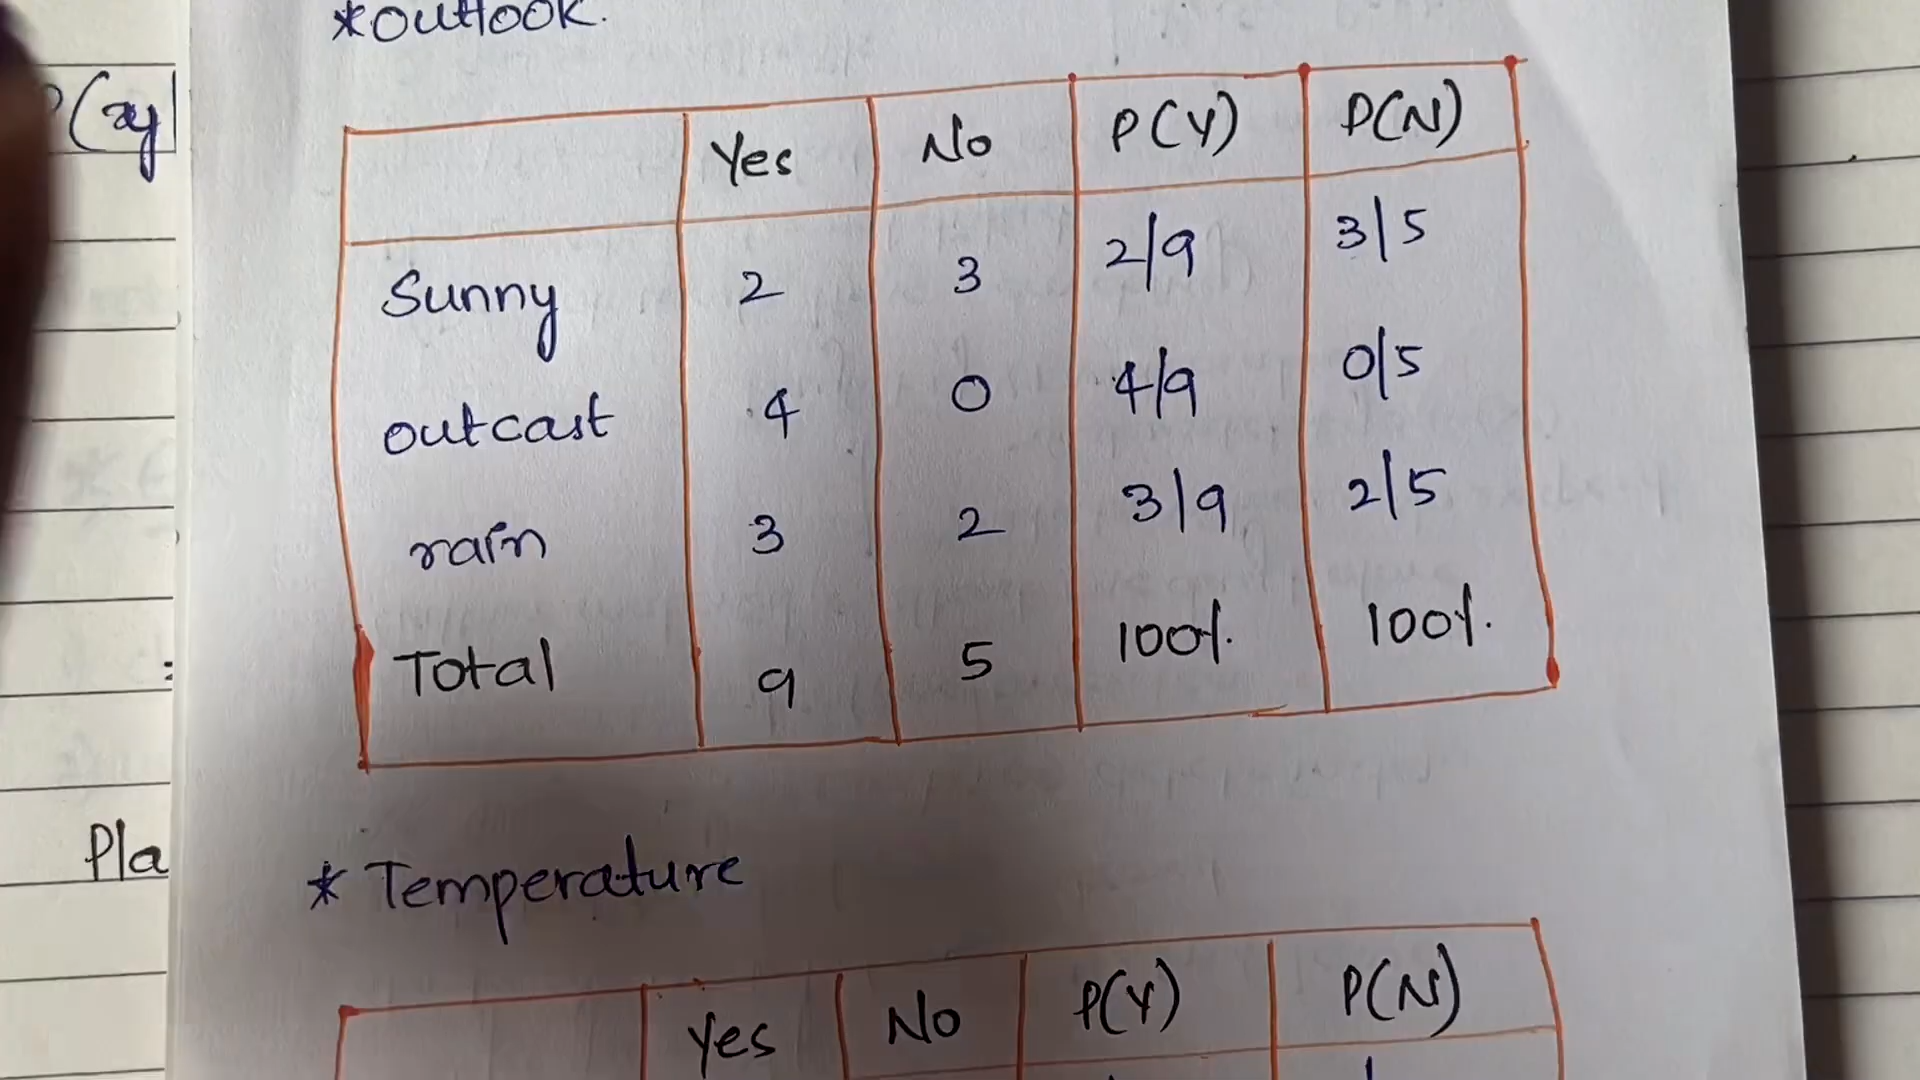 *outlook.
P(xy|
Yes No P(Y) P(N)
Sunny 2 3 2/9 3/5
outcast 4 0 4/9 0/5
rain 3 2 3/9 2/5
Total 9 5 100%. 100%.
Pla
* Temperature
Yes No P(Y) P(N)